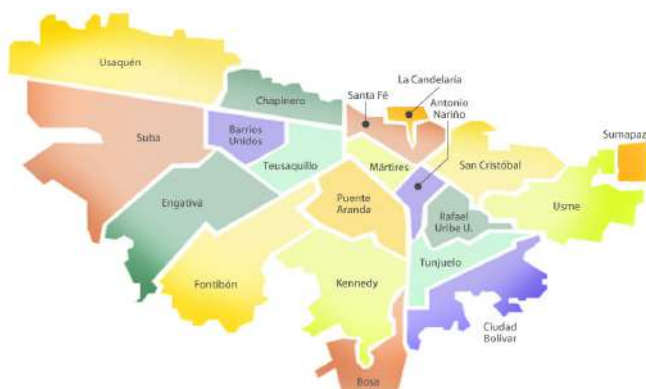 Usaquén
La Candelaría
Antonio
Nariño
Santa Fé
Chapinero
Suba
Barrios
Unidos
Sumapaz
Teusaquillo
Mártires
San Cristóbal
Engativá
Puente
Aranda
Usme
Rafael
Uribe U.
Fontibón
Kennedy
Tunjuelo
Ciudad
Bolívar
Bosa